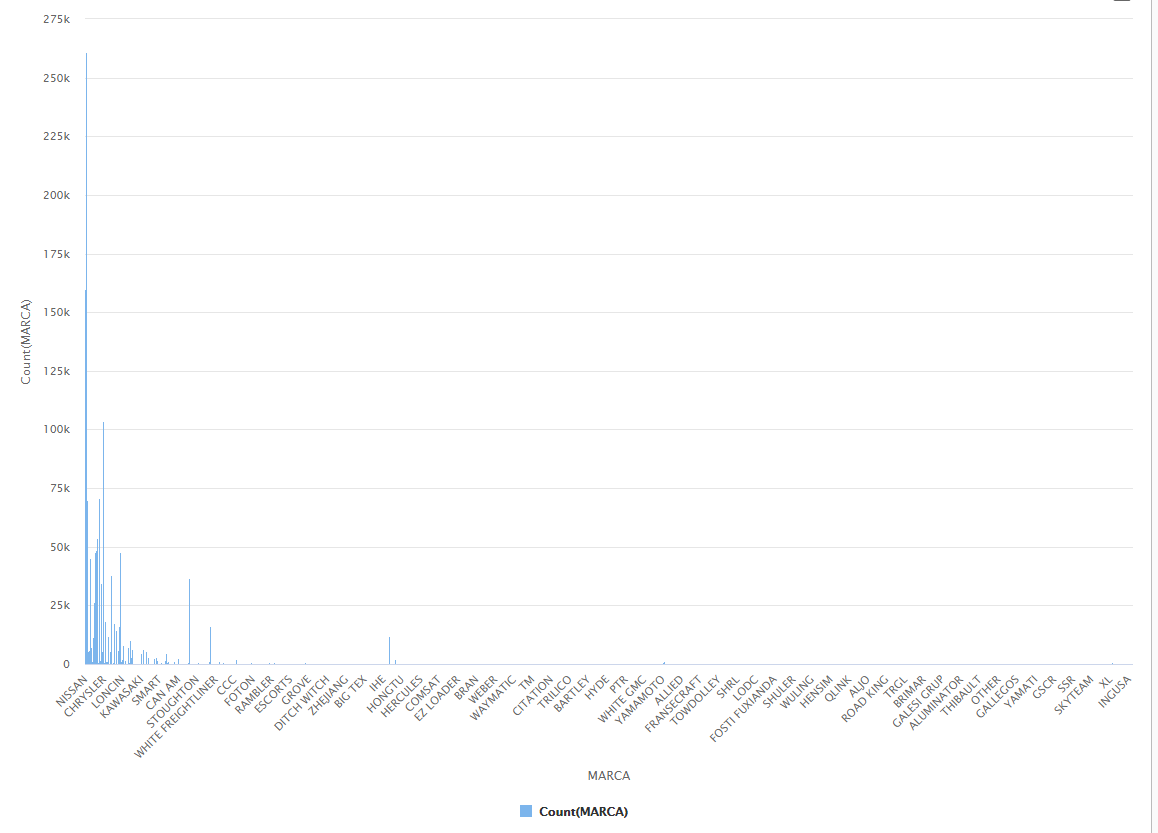 275k
250k
225k
200k
175k
150k
125k
100k
75k
50k
25k
0
Count(MARCA)
NISSAN
CHRYSLER
LONCIN
KAWASAKI
SMART
CAN AM
STOUGHTON
WHITE FREIGHTLINER
CCC
FOTON
RAMBLER
ESCORTS
GROVE
DITCH WITCH
ZHEJIANG
BIG TEX
IHE
HONGTU
HERCULES
COMSAT
EZ LOADER
BRAN
WEBER
WAYMATIC
TM
CITATION
TRILICO
BARTLEY
HYDE
PTR
WHITE GMC
YAMAMOTO
ALLIED
FRANSECRAFT
TOWDOLLEY
SHRL
LODC
FOSTI FUXIANDA
SHULER
WULING
HENSIM
QLINK
ALJO
ROAD KING
TRGL
BRIMAR
GALESI GRUP
ALUMINATOR
THIBAULT
OTHER
GALLEGOS
YAMATI
GSCR
SSR
SKYTEAM
XL
INGUSA
MARCA
Count(MARCA)